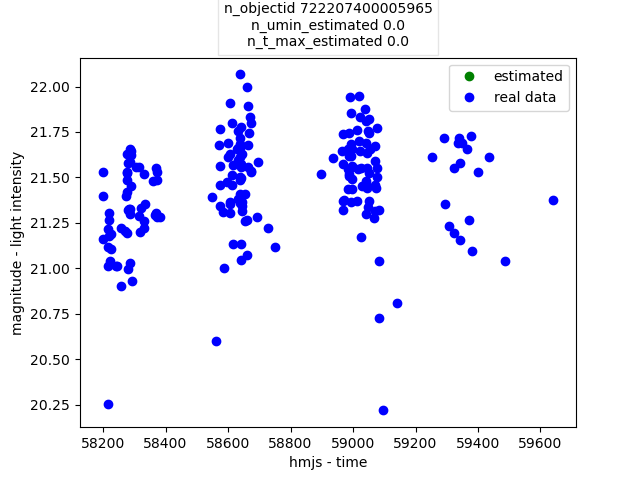 n_objectid 722207400005965
n_umin_estimated 0.0
n_t_max_estimated 0.0
estimated
real data
magnitude - light intensity
22.00
21.75
21.50
21.25
21.00
20.75
20.50
20.25
58200 58400 58600 58800 59000 59200 59400 59600
hmjs - time